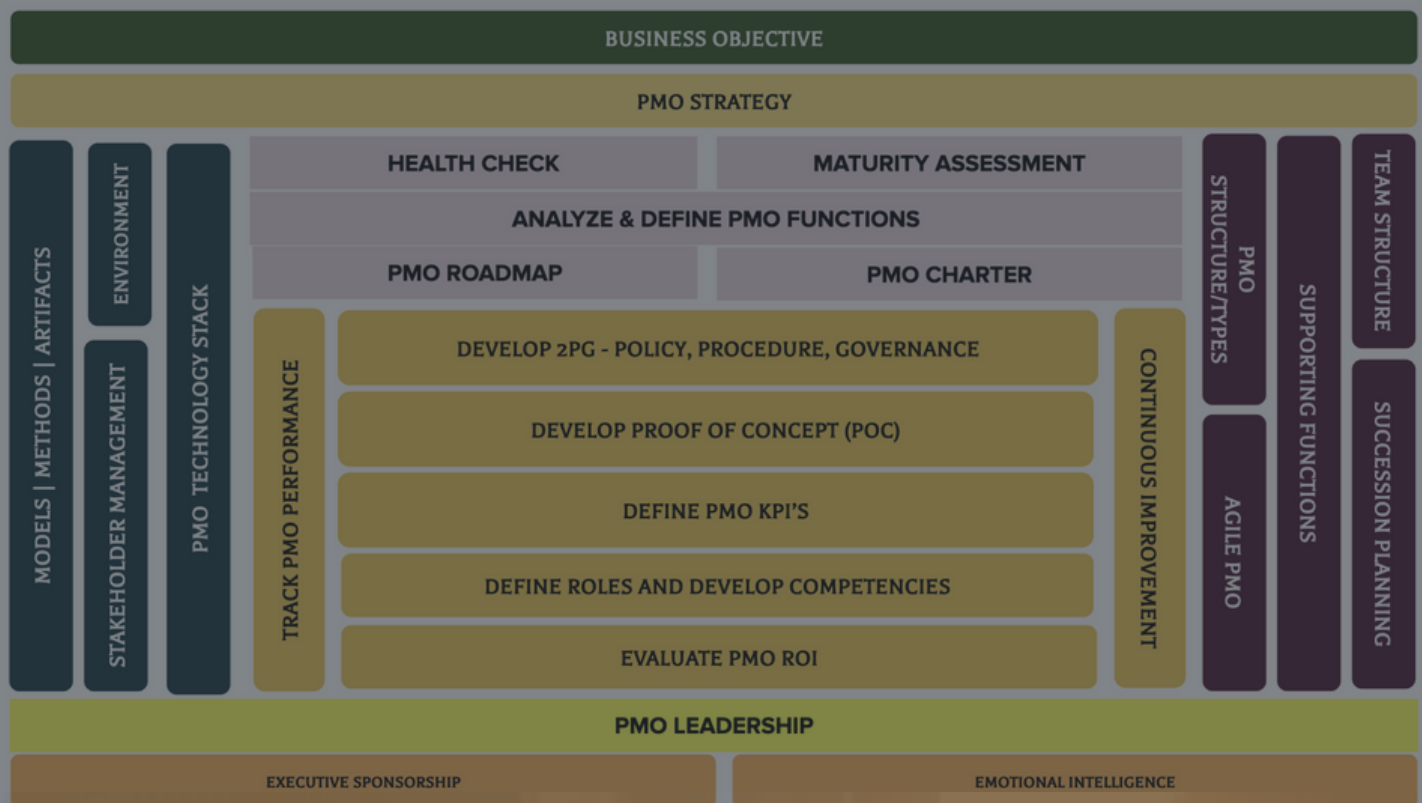 BUSINESS OBJECTIVE
PMO STRATEGY
MODELS | METHODS | ARTIFACTS
ENVIRONMENT
STAKEHOLDER MANAGEMENT
PMO TECHNOLOGY STACK
HEALTH CHECK
MATURITY ASSESSMENT
ANALYZE & DEFINE PMO FUNCTIONS
PMO ROADMAP
PMO CHARTER
TRACK PMO PERFORMANCE
DEVELOP 2PG - POLICY, PROCEDURE, GOVERNANCE
DEVELOP PROOF OF CONCEPT (POC)
DEFINE PMO KPI'S
DEFINE ROLES AND DEVELOP COMPETENCIES
EVALUATE PMO ROI
CONTINUOUS IMPROVEMENT
PMO
STRUCTURE/TYPES
AGILE PMO
SUPPORTING FUNCTIONS
TEAM STRUCTURE
SUCCESSION PLANNING
PMO LEADERSHIP
EXECUTIVE SPONSORSHIP
EMOTIONAL INTELLIGENCE